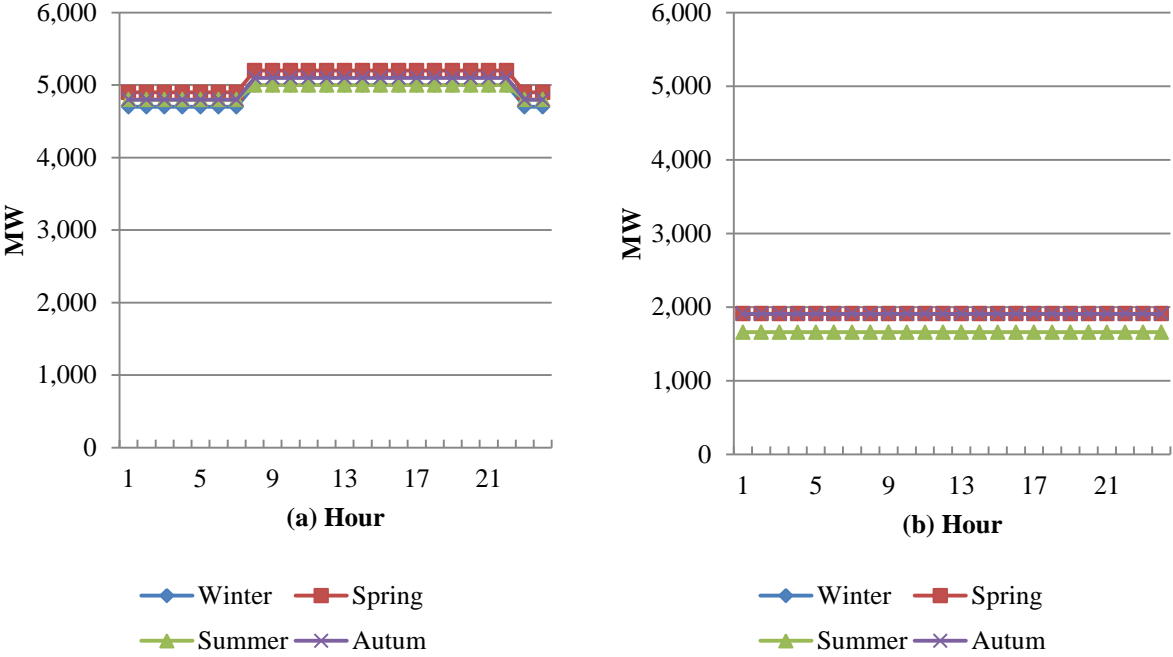 6,000
5,000
4,000
3,000
2,000
1,000
0
MW
1 5 9 13 17 21
(a) Hour
Winter Spring
Summer Autum
6,000
5,000
4,000
3,000
2,000
1,000
0
MW
1 5 9 13 17 21
(b) Hour
Winter Spring
Summer Autum